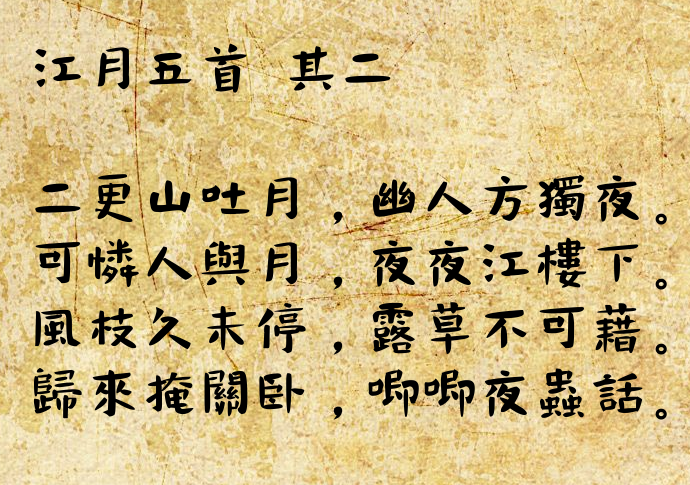 江月五首 其二
二更山吐月，幽人方獨夜。
可憐人與月，夜夜江樓下。
風枝久未停，露草不可藉。
歸來掩關卧，唧唧夜蟲話。